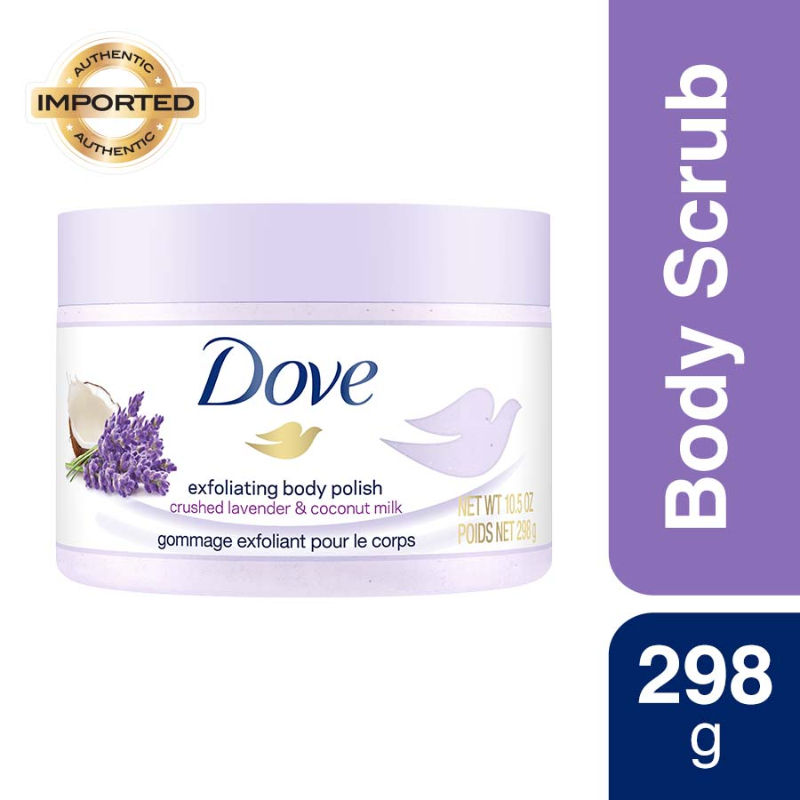 AUTHENTIC
IMPORTED
AUTHENTIC
Dove
exfoliating body polish
crushed lavender & coconut milk
gommage exfoliant pour le corps
NET WT 10.5 OZ
POIDS NET 298 g
Body Scrub
298
g